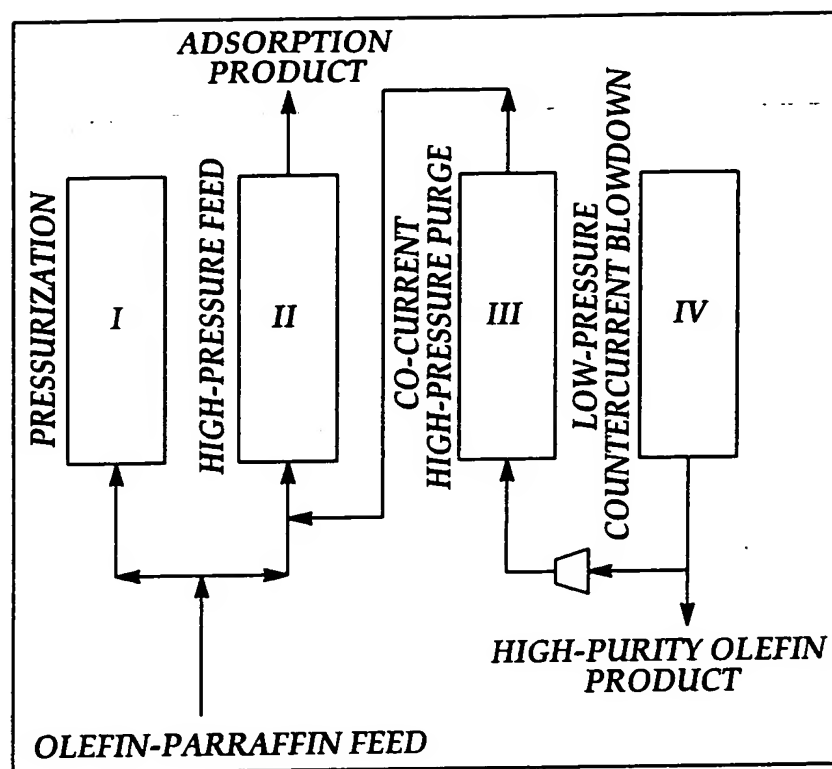 ADSORPTION
PRODUCT
PRESSURIZATION
I
HIGH-PRESSURE FEED
II
CO-CURRENT
HIGH-PRESSURE PURGE
III
LOW-PRESSURE
COUNTERCURRENT BLOWDOWN
IV
HIGH-PURITY OLEFIN
PRODUCT
OLEFIN-PARRAFFIN FEED